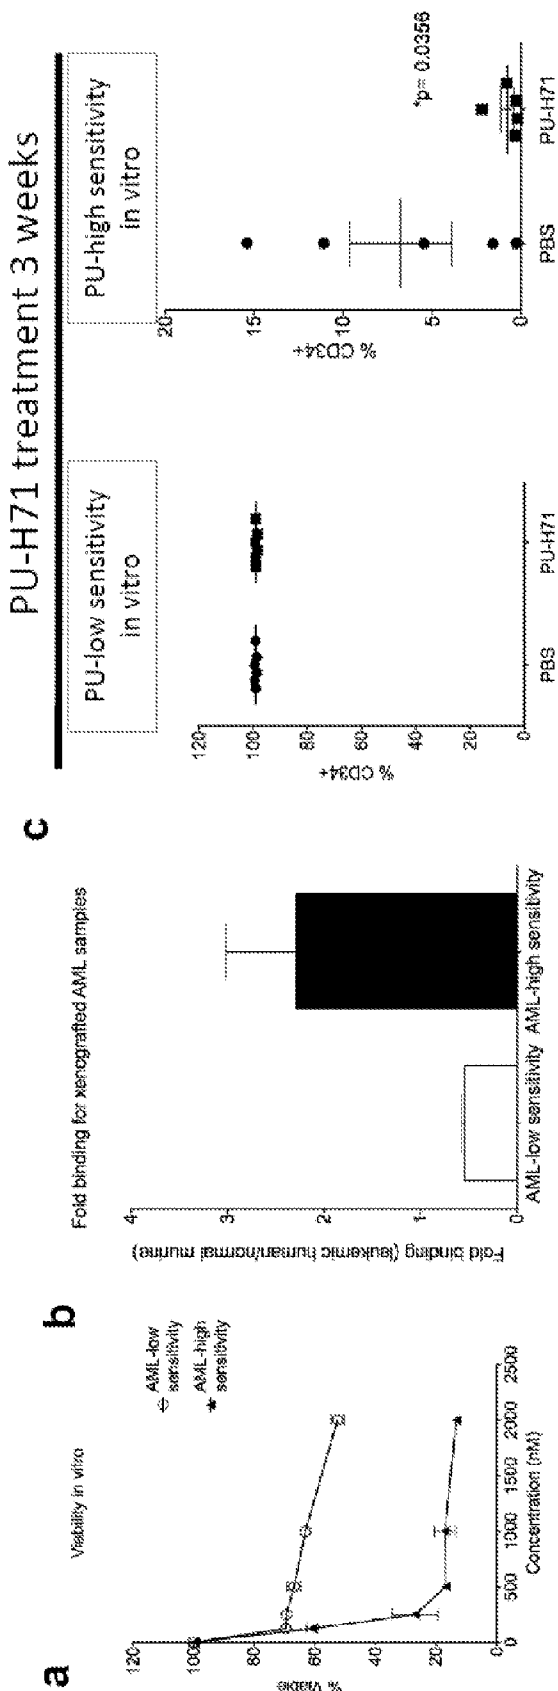 a
Viability in vitro
AML-low
sensitivity
AML-high
sensitivity
% Viable
120
100
80
60
40
20
0
0
500
1000
1500
2000
2500
Concentration (nM)
b
Fold binding for xenografted AML samples
Fold binding (leukemic human/normal murine)
4
3
2
1
0
AML-low sensitivity
AML-high sensitivity
c
PU-H71 treatment 3 weeks
PU-low sensitivity
in vitro
% CD34+
120
100
80
60
40
20
0
PBS
PU-H71
PU-high sensitivity
in vitro
% CD34+
20
15
10
5
0
*p= 0.0356
PBS
PU-H71